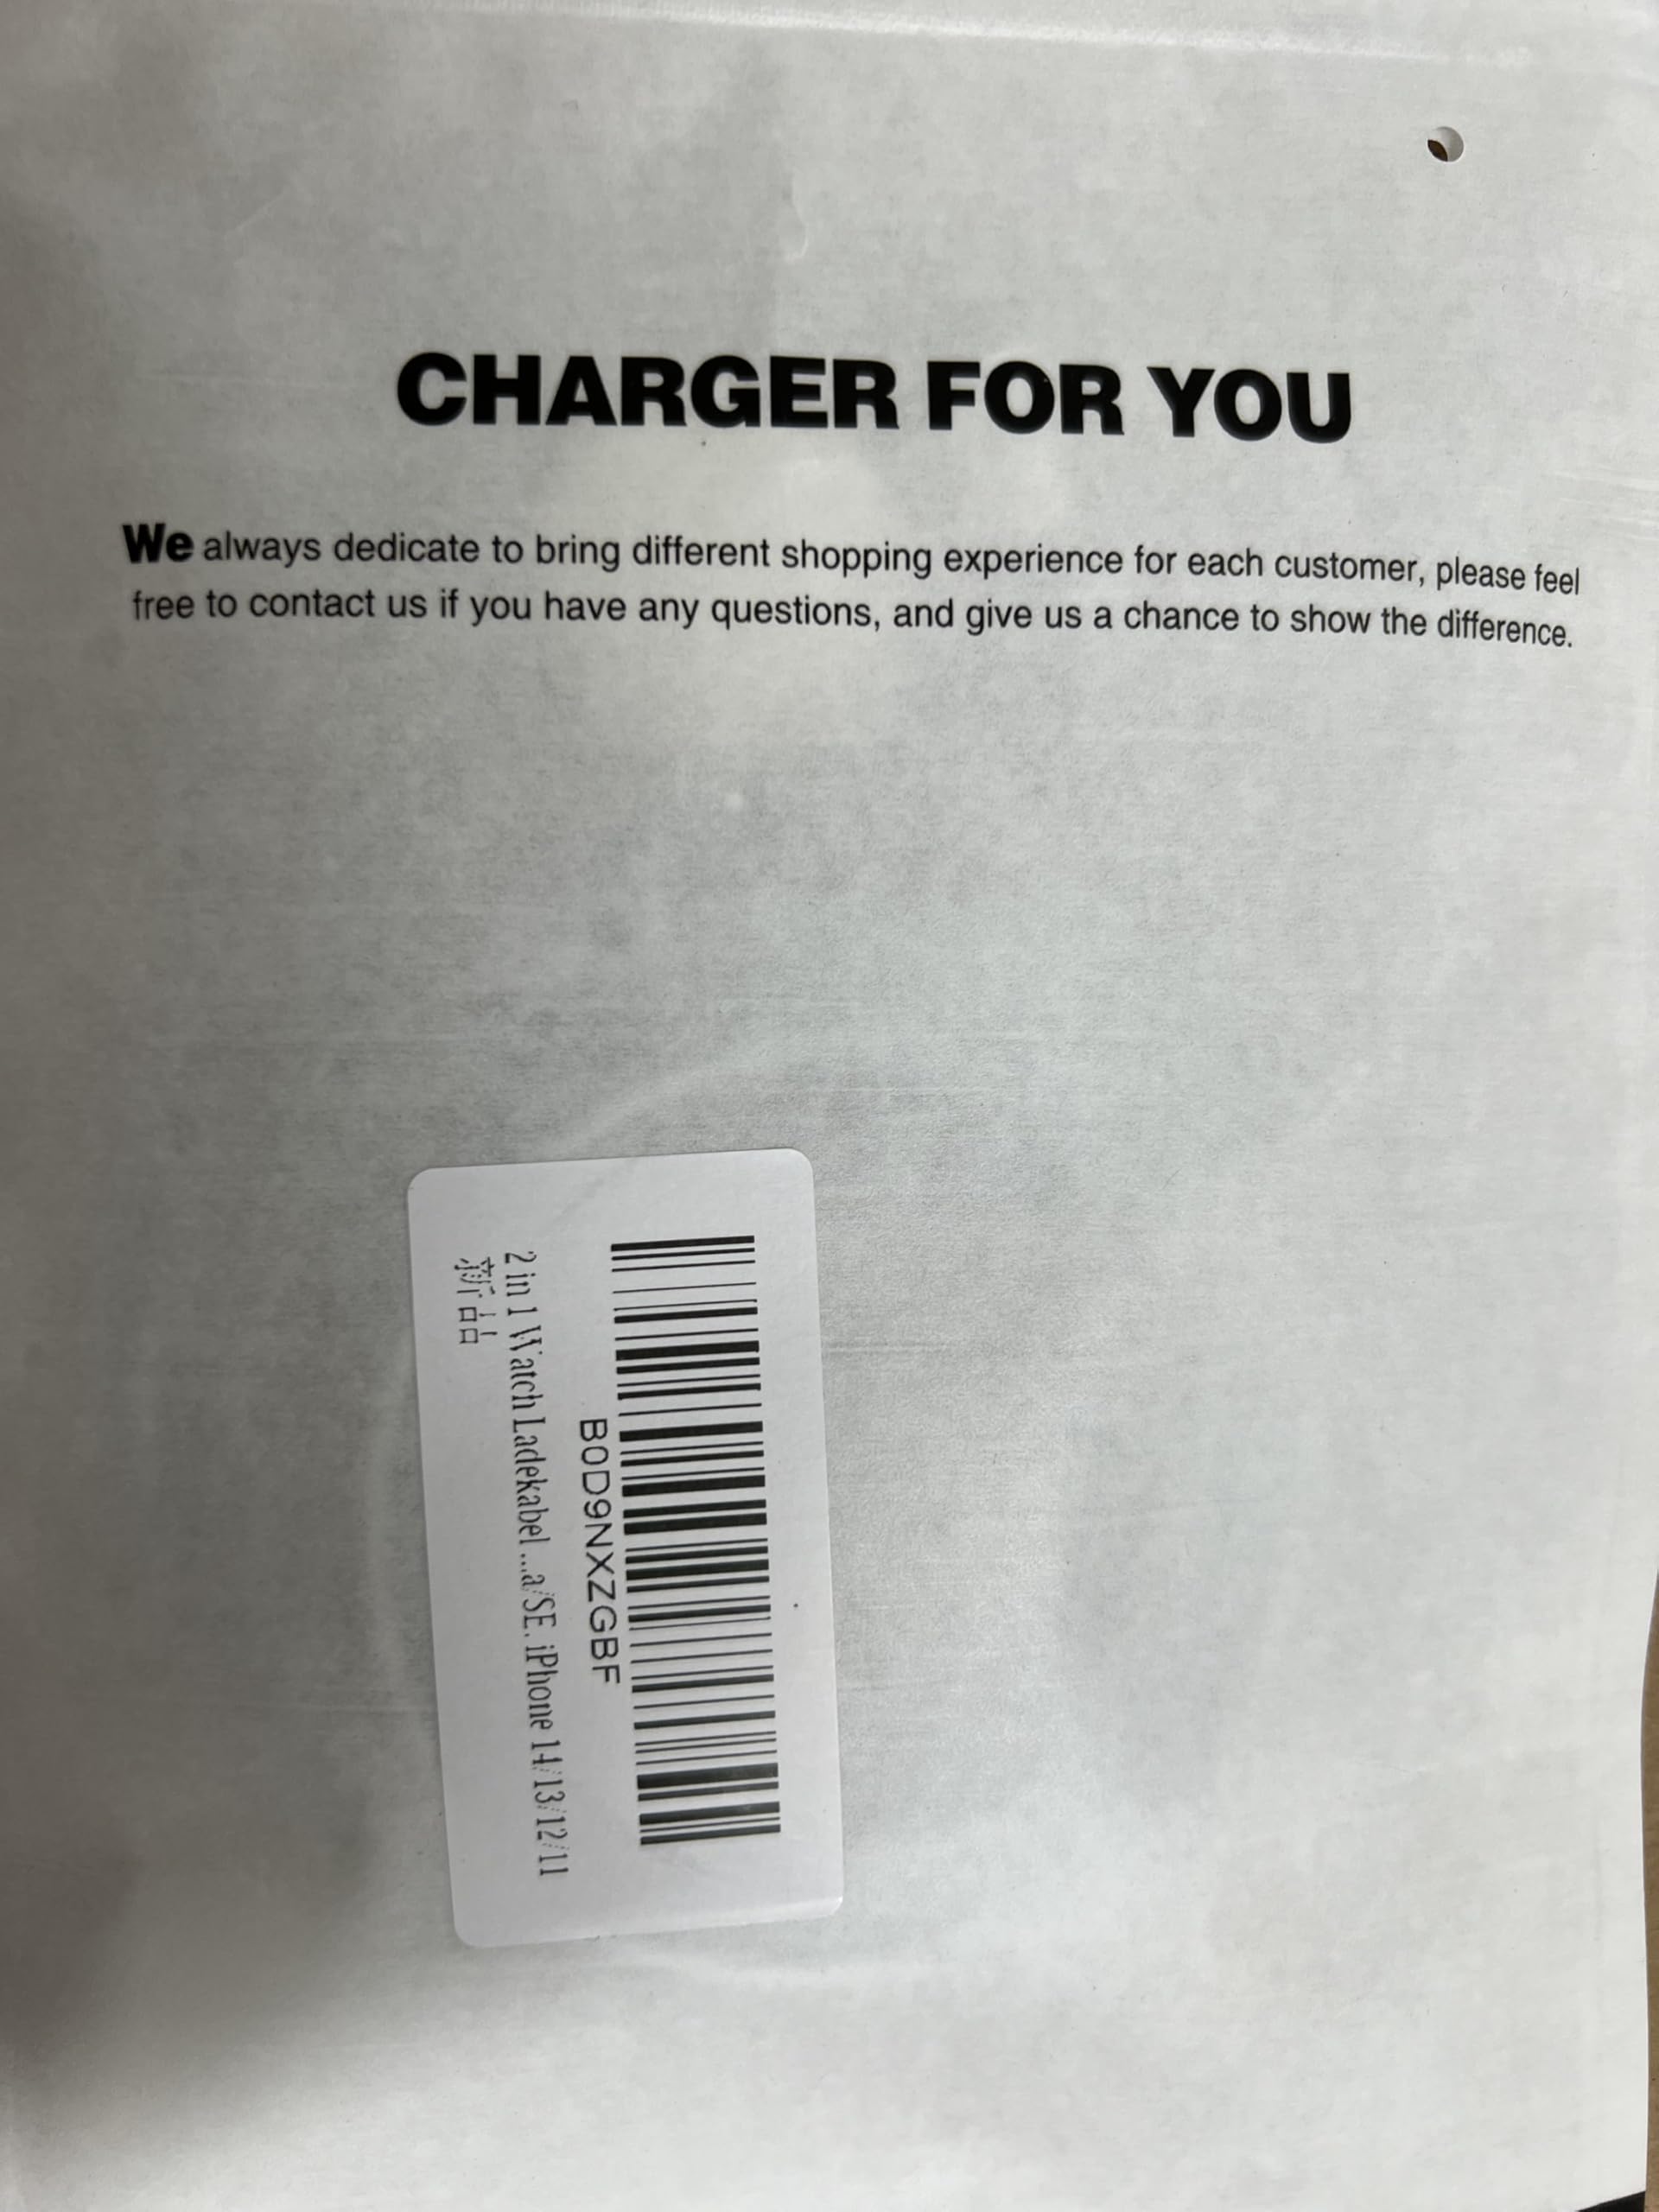 CHARGER FOR YOU
We always dedicate to bring different shopping experience for each customer, please feel
free to contact us if you have any questions, and give us a chance to show the difference.
B0D9NXZGBF
2 in 1 Watch Ladekabel ...a/SE, iPhone 14/13/12/11
新品